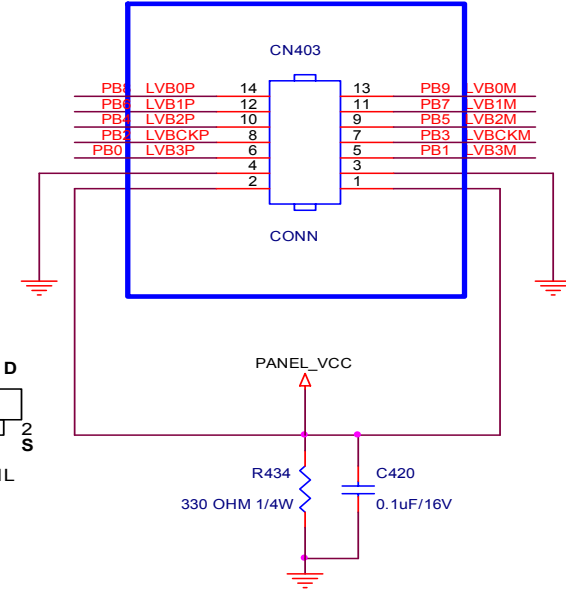 CN403
PB8 LVB0P 14 13 PB9 LVB0M
PB6 LVB1P 12 11 PB7 LVB1M
PB4 LVB2P 10 9 PB5 LVB2M
PB2 LVBCKP 8 7 PB3 LVBCKM
PB0 LVB3P 6 5 PB1 LVB3M
4 3
2 1
CONN
PANEL_VCC
D
2
S
R434 C420
330 OHM 1/4W 0.1uF/16V